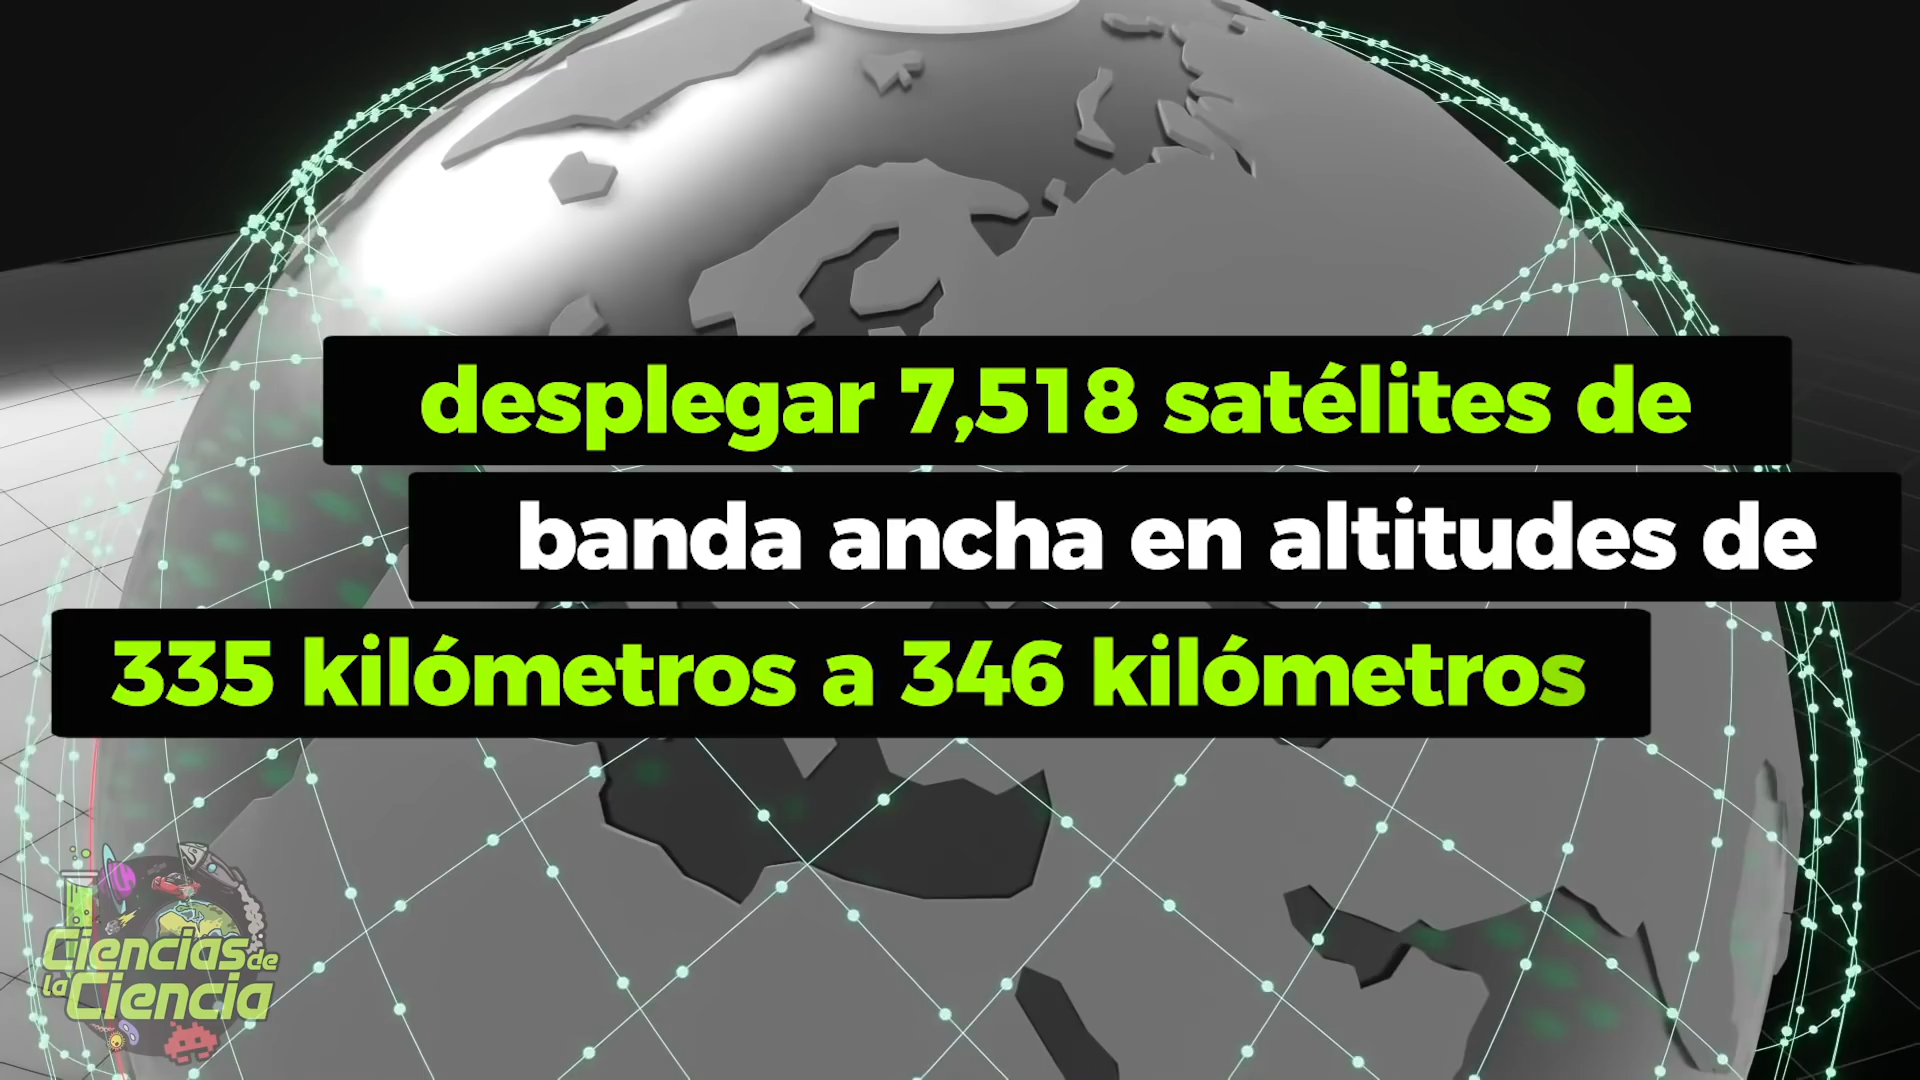 desplegar 7,518 satélites de
banda ancha en altitudes de
335 kilómetros a 346 kilómetros
Ciencias de
la Ciencia